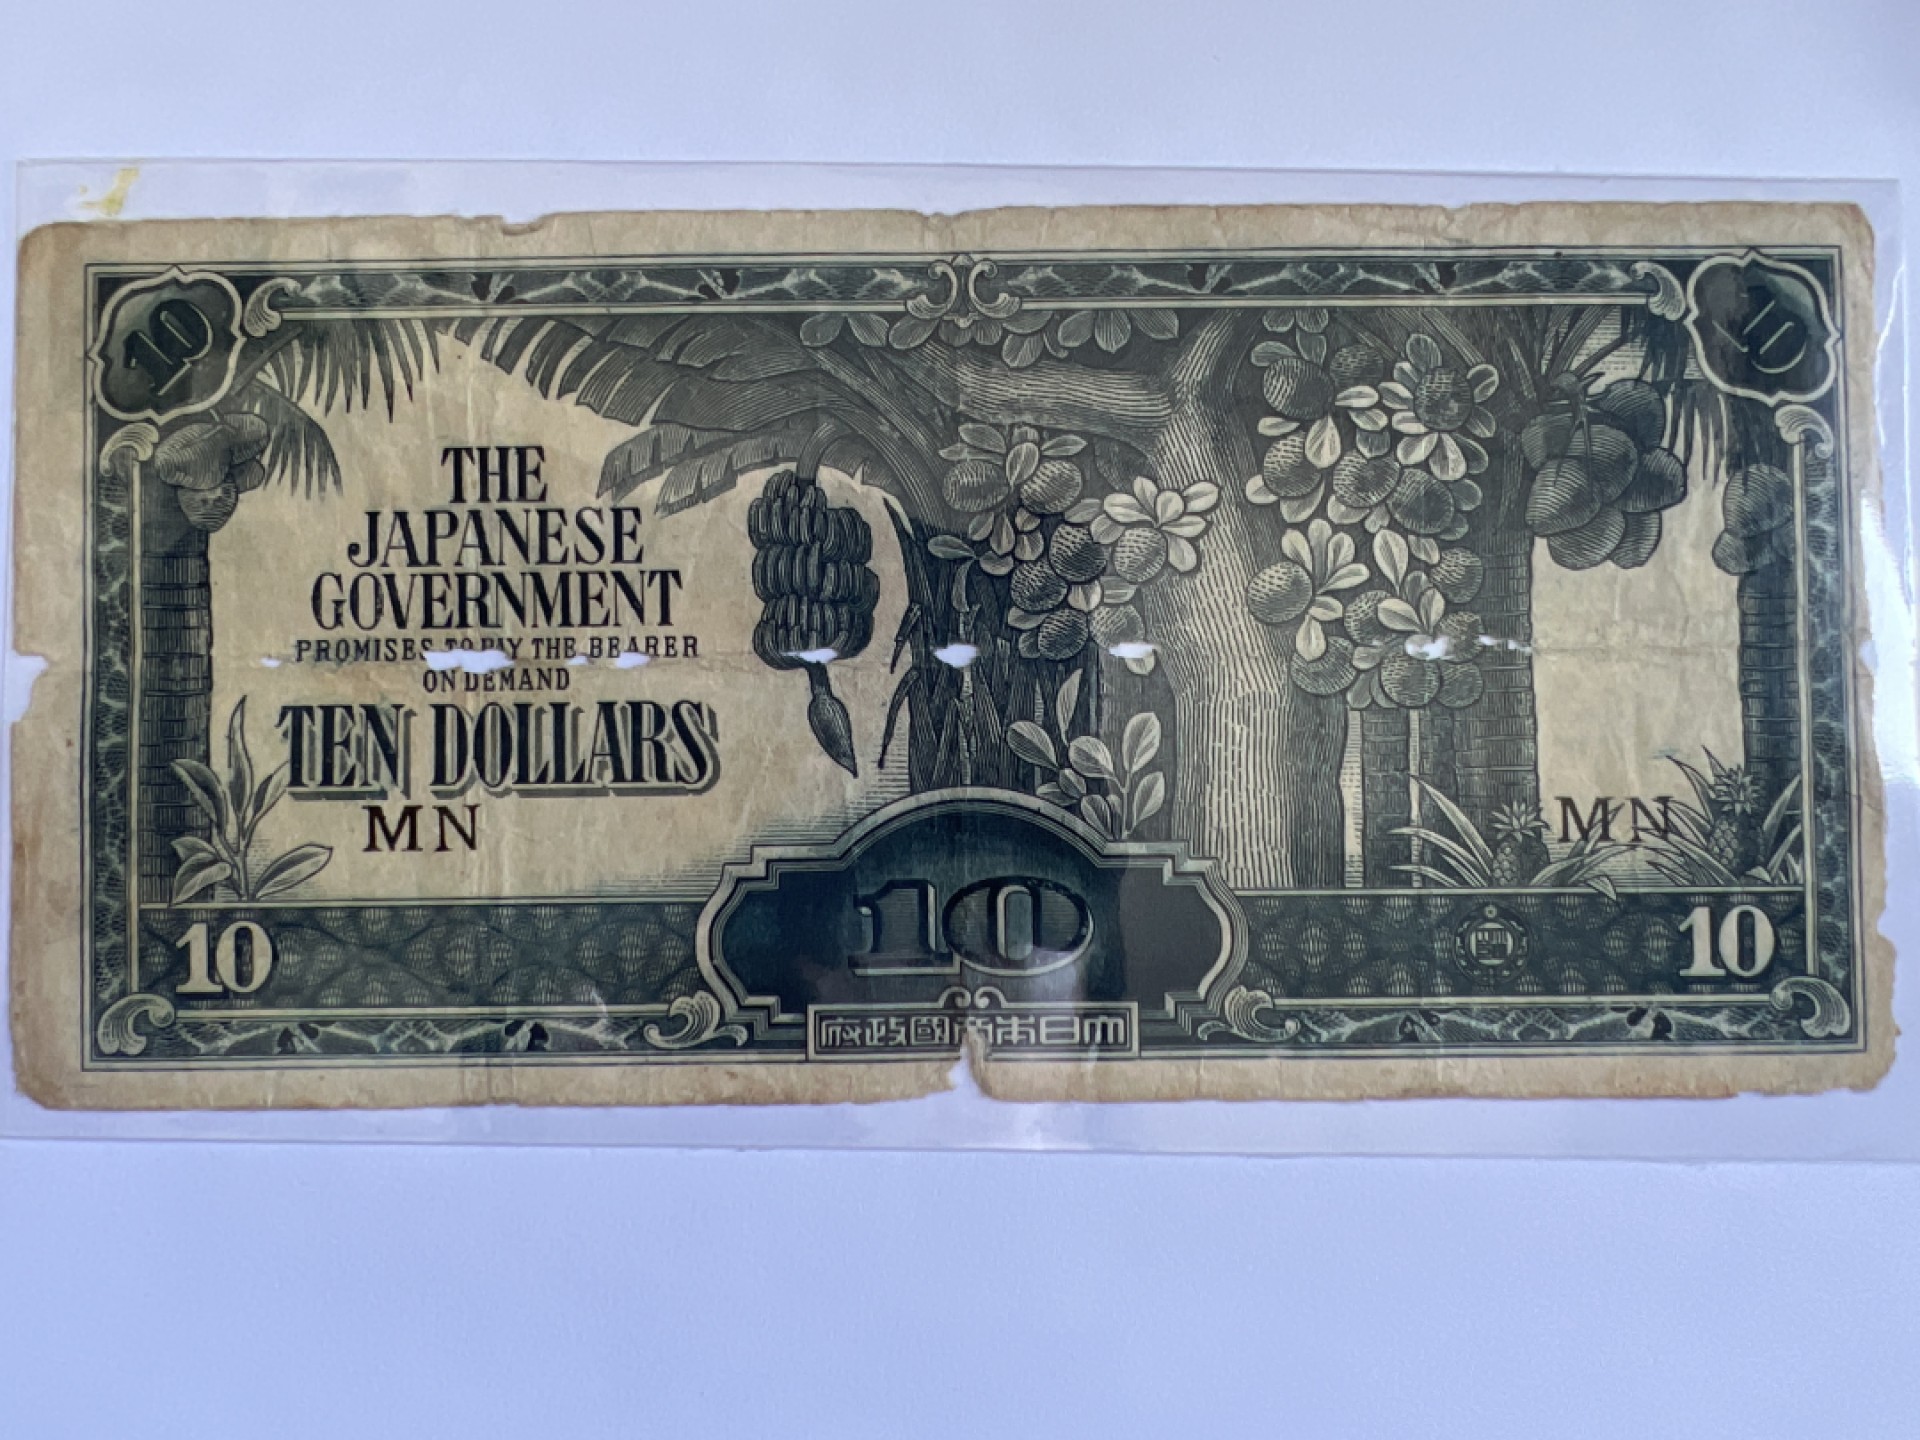 10
10
THE
JAPANESE
GOVERNMENT
PROMISES TO PAY THE BEARER
ON DEMAND
TEN DOLLARS
MN
MN
10
10
10
府政國帝本日大